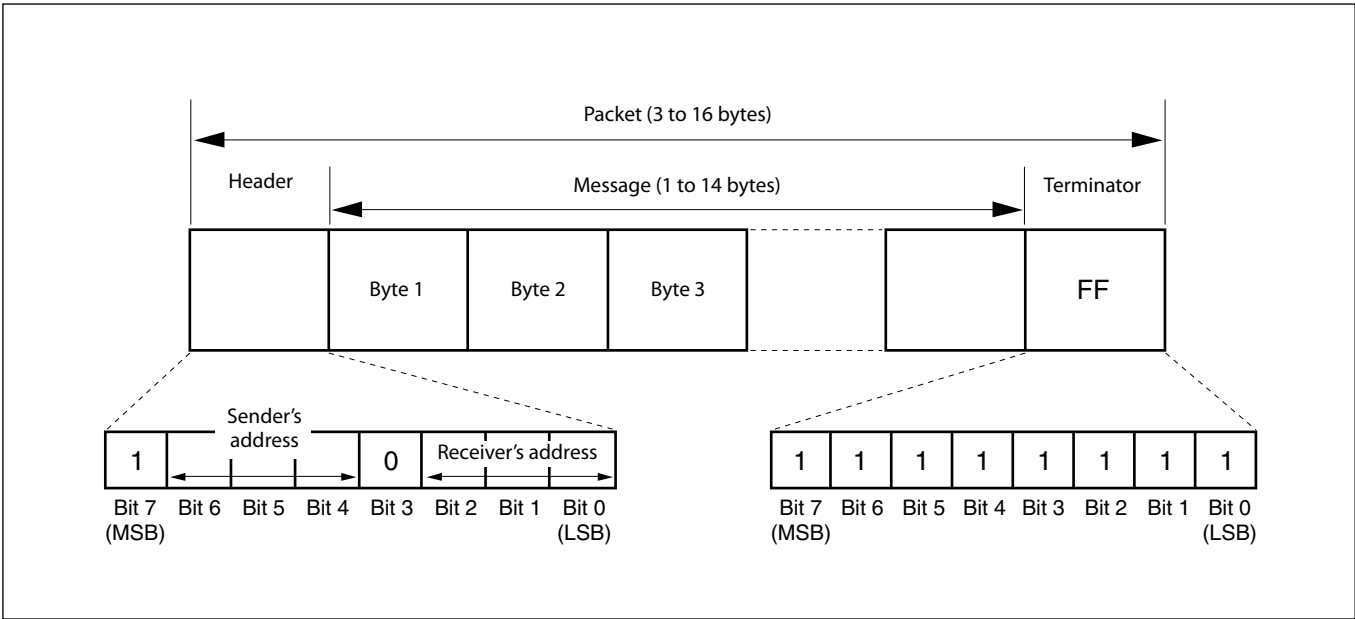 Packet (3 to 16 bytes)
Header
Message (1 to 14 bytes)
Terminator
Byte 1
Byte 2
Byte 3
FF
Sender's
address
1
0
Receiver's address
Bit 7
(MSB)
Bit 6
Bit 5
Bit 4
Bit 3
Bit 2
Bit 1
Bit 0
(LSB)
1 1 1 1 1 1 1 1
Bit 7
(MSB)
Bit 6
Bit 5
Bit 4
Bit 3
Bit 2
Bit 1
Bit 0
(LSB)